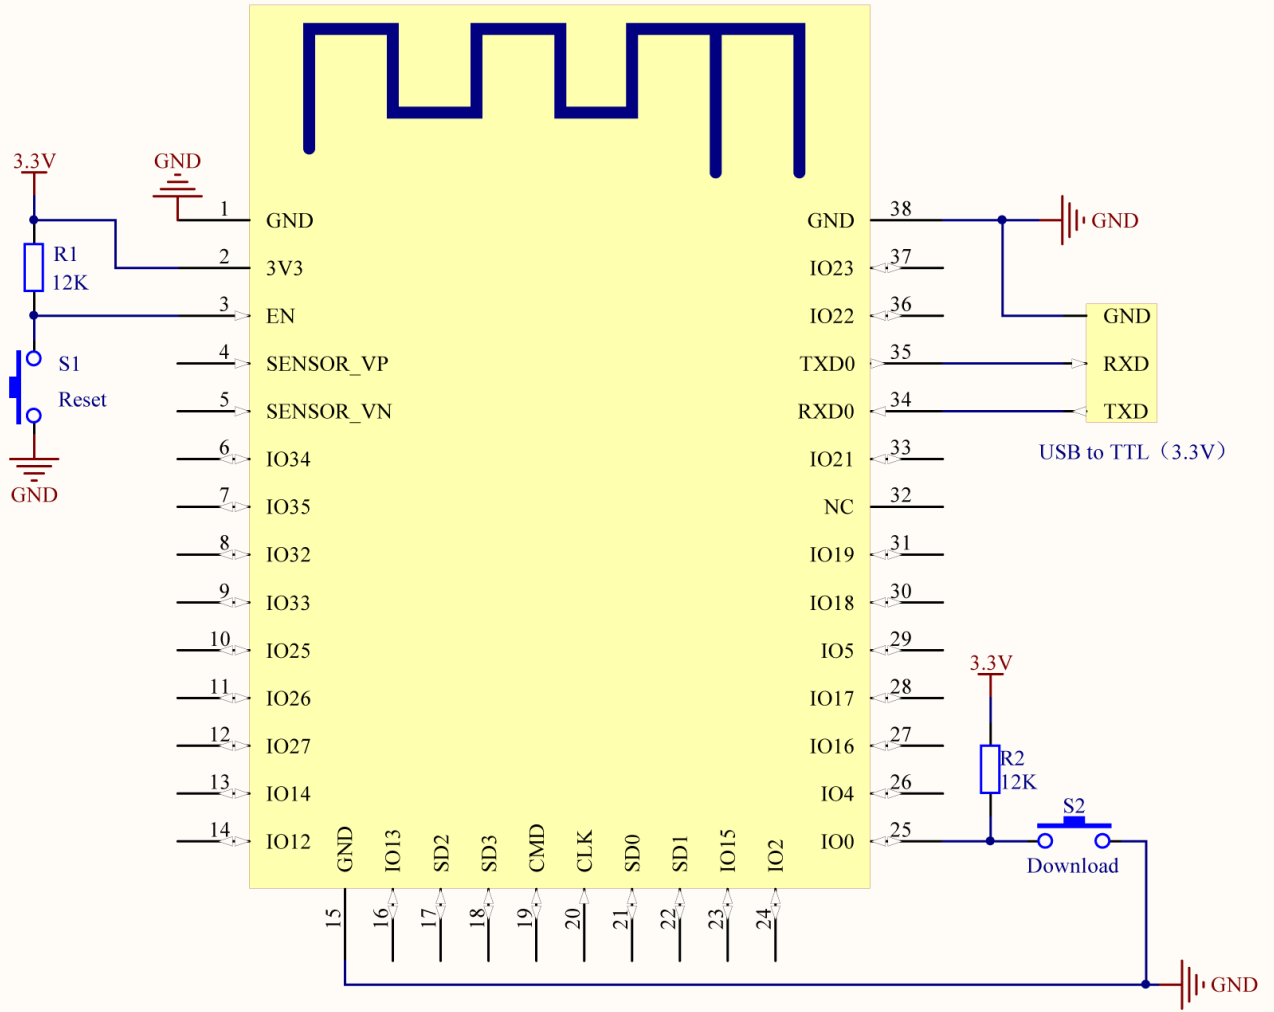 3.3V
GND
1
GND
GND
38
GND
R1
12K
2
3V3
IO23
37
3
EN
IO22
36
GND
S1
Reset
4
SENSOR_VP
TXD0
35
RXD
5
SENSOR_VN
RXD0
34
TXD
USB to TTL（3.3V）
GND
6
IO34
IO21
33
7
IO35
NC
32
8
IO32
IO19
31
9
IO33
IO18
30
10
IO25
IO5
29
3.3V
11
IO26
IO17
28
12
IO27
IO16
27
R2
12K
13
IO14
IO4
26
S2
14
IO12
IO0
25
Download
GND
IO13
SD2
SD3
CMD
CLK
SD0
SD1
IO15
IO2
15
16
17
18
19
20
21
22
23
24
GND